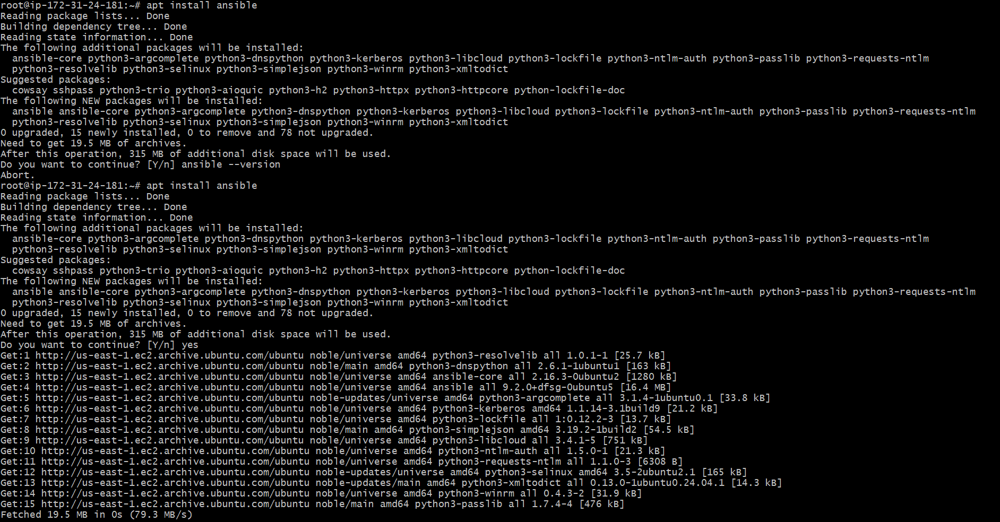 root@ip-172-31-24-181:~# apt install ansible
Reading package lists... Done
Building dependency tree... Done
Reading state information... Done
The following additional packages will be installed:
  ansible-core python3-argcomplete python3-dnspython python3-kerberos python3-libcloud python3-lockfile python3-ntlm-auth python3-passlib python3-requests-ntlm
  python3-resolvelib python3-selinux python3-simplejson python3-winrm python3-xmltodict
Suggested packages:
  cowsay sshpass python3-trio python3-aioquic python3-h2 python3-httpx python3-httpcore python-lockfile-doc
The following NEW packages will be installed:
  ansible ansible-core python3-argcomplete python3-dnspython python3-kerberos python3-libcloud python3-lockfile python3-ntlm-auth python3-passlib python3-requests-ntlm
  python3-resolvelib python3-selinux python3-simplejson python3-winrm python3-xmltodict
0 upgraded, 15 newly installed, 0 to remove and 78 not upgraded.
Need to get 19.5 MB of archives.
After this operation, 315 MB of additional disk space will be used.
Do you want to continue? [Y/n] ansible --version
Abort.
root@ip-172-31-24-181:~# apt install ansible
Reading package lists... Done
Building dependency tree... Done
Reading state information... Done
The following additional packages will be installed:
  ansible-core python3-argcomplete python3-dnspython python3-kerberos python3-libcloud python3-lockfile python3-ntlm-auth python3-passlib python3-requests-ntlm
  python3-resolvelib python3-selinux python3-simplejson python3-winrm python3-xmltodict
Suggested packages:
  cowsay sshpass python3-trio python3-aioquic python3-h2 python3-httpx python3-httpcore python-lockfile-doc
The following NEW packages will be installed:
  ansible ansible-core python3-argcomplete python3-dnspython python3-kerberos python3-libcloud python3-lockfile python3-ntlm-auth python3-passlib python3-requests-ntlm
  python3-resolvelib python3-selinux python3-simplejson python3-winrm python3-xmltodict
0 upgraded, 15 newly installed, 0 to remove and 78 not upgraded.
Need to get 19.5 MB of archives.
After this operation, 315 MB of additional disk space will be used.
Do you want to continue? [Y/n] yes
Get:1 http://us-east-1.ec2.archive.ubuntu.com/ubuntu noble/universe amd64 python3-resolvelib all 1.0.1-1 [25.7 kB]
Get:2 http://us-east-1.ec2.archive.ubuntu.com/ubuntu noble/main amd64 python3-dnspython all 2.6.1-1ubuntu1 [163 kB]
Get:3 http://us-east-1.ec2.archive.ubuntu.com/ubuntu noble/universe amd64 ansible-core all 2.16.3-0ubuntu2 [1280 kB]
Get:4 http://us-east-1.ec2.archive.ubuntu.com/ubuntu noble/universe amd64 ansible all 9.2.0+dfsg-0ubuntu5 [16.4 MB]
Get:5 http://us-east-1.ec2.archive.ubuntu.com/ubuntu noble-updates/universe amd64 python3-argcomplete all 3.1.4-1ubuntu0.1 [33.8 kB]
Get:6 http://us-east-1.ec2.archive.ubuntu.com/ubuntu noble/universe amd64 python3-kerberos amd64 1.1.14-3.1build9 [21.2 kB]
Get:7 http://us-east-1.ec2.archive.ubuntu.com/ubuntu noble/universe amd64 python3-lockfile all 1:0.12.2-3 [13.7 kB]
Get:8 http://us-east-1.ec2.archive.ubuntu.com/ubuntu noble/main amd64 python3-simplejson amd64 3.19.2-1build2 [54.5 kB]
Get:9 http://us-east-1.ec2.archive.ubuntu.com/ubuntu noble/universe amd64 python3-libcloud all 3.4.1-5 [751 kB]
Get:10 http://us-east-1.ec2.archive.ubuntu.com/ubuntu noble/universe amd64 python3-ntlm-auth all 1.5.0-1 [21.3 kB]
Get:11 http://us-east-1.ec2.archive.ubuntu.com/ubuntu noble/universe amd64 python3-requests-ntlm all 1.1.0-3 [6308 B]
Get:12 http://us-east-1.ec2.archive.ubuntu.com/ubuntu noble-updates/universe amd64 python3-selinux amd64 3.5-2ubuntu2.1 [165 kB]
Get:13 http://us-east-1.ec2.archive.ubuntu.com/ubuntu noble-updates/main amd64 python3-xmltodict all 0.13.0-1ubuntu0.24.04.1 [14.3 kB]
Get:14 http://us-east-1.ec2.archive.ubuntu.com/ubuntu noble/universe amd64 python3-winrm all 0.4.3-2 [31.9 kB]
Get:15 http://us-east-1.ec2.archive.ubuntu.com/ubuntu noble/main amd64 python3-passlib all 1.7.4-4 [476 kB]
Fetched 19.5 MB in 0s (79.3 MB/s)